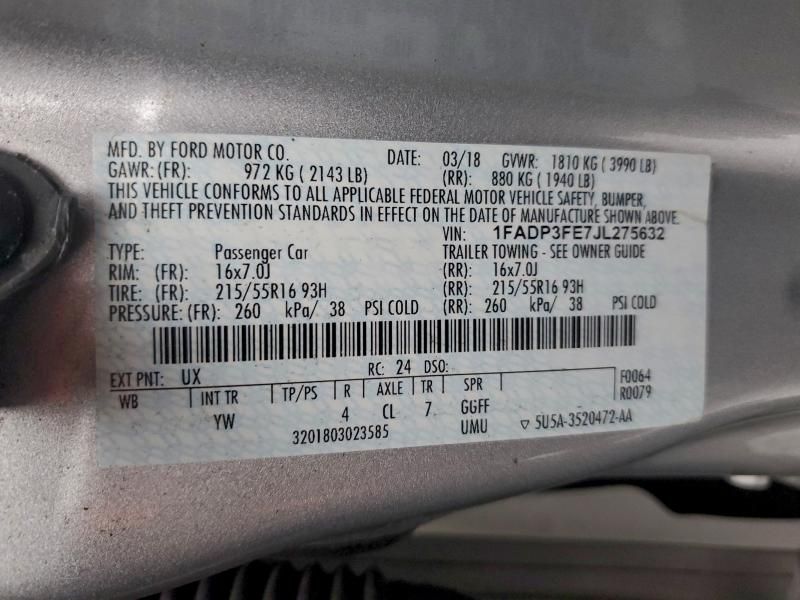 MFD. BY FORD MOTOR CO. DATE: 03/18 GVWR: 1810 KG ( 3990 LB)
GAWR: (FR): 972 KG ( 2143 LB) (RR): 880 KG ( 1940 LB)
THIS VEHICLE CONFORMS TO ALL APPLICABLE FEDERAL MOTOR VEHICLE SAFETY, BUMPER,
AND THEFT PREVENTION STANDARDS IN EFFECT ON THE DATE OF MANUFACTURE SHOWN ABOVE.
VIN: 1FADP3FE7JL275632
TYPE: Passenger Car TRAILER TOWING - SEE OWNER GUIDE
RIM: (FR): 16x7.0J (RR): 16x7.0J
TIRE: (FR): 215/55R16 93H (RR): 215/55R16 93H
PRESSURE: (FR): 260 kPa/ 38 PSI COLD (RR): 260 kPa/ 38 PSI COLD
EXT PNT: UX RC: 24 DSO: F0064
WB INT TR TP/PS R AXLE TR SPR R0079
YW 4 CL 7 GGFF
3201803023585 UMU ▽ 5U5A-3520472-AA